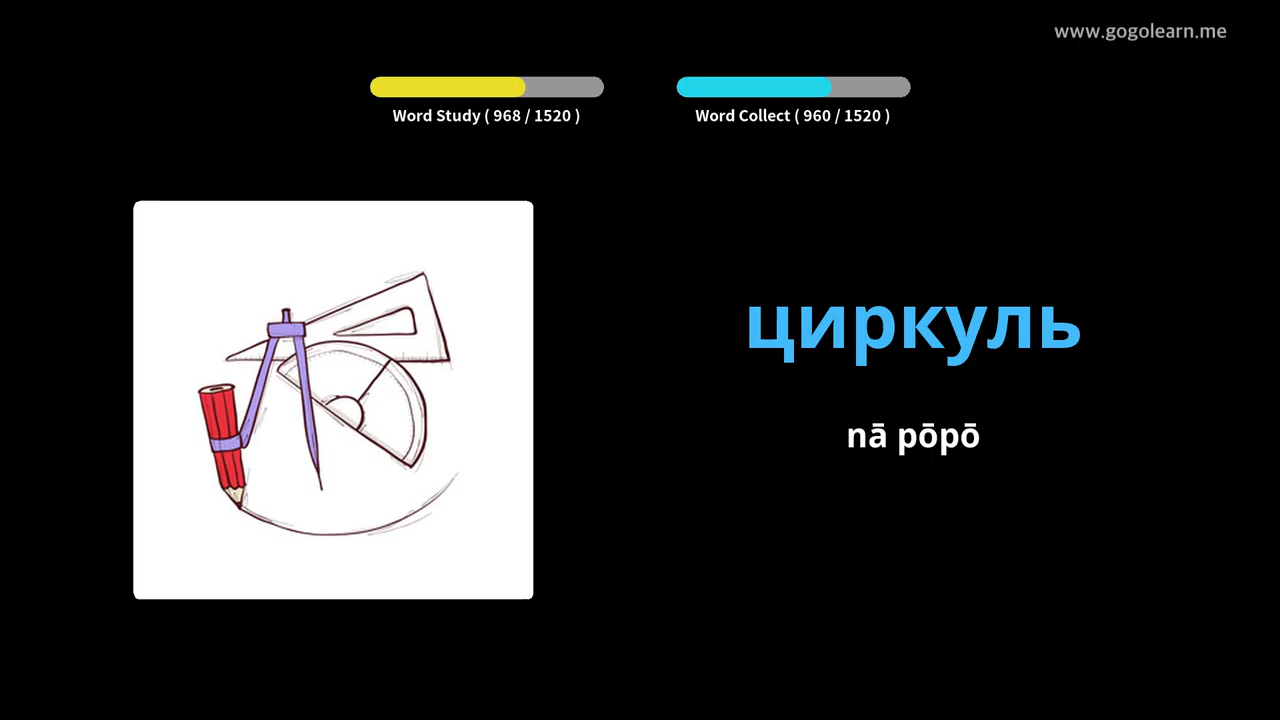 www.gogolearn.me
Word Study ( 968 / 1520 )
Word Collect ( 960 / 1520 )
циркуль
nā pōpō